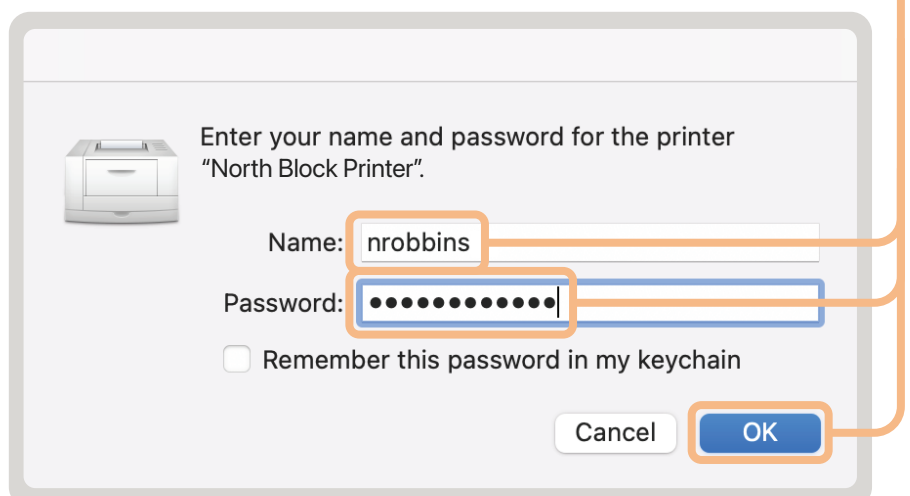 Enter your name and password for the printer
“North Block Printer”.
Name: nrobbins
Password: ●●●●●●●●●●●●
Remember this password in my keychain
Cancel OK